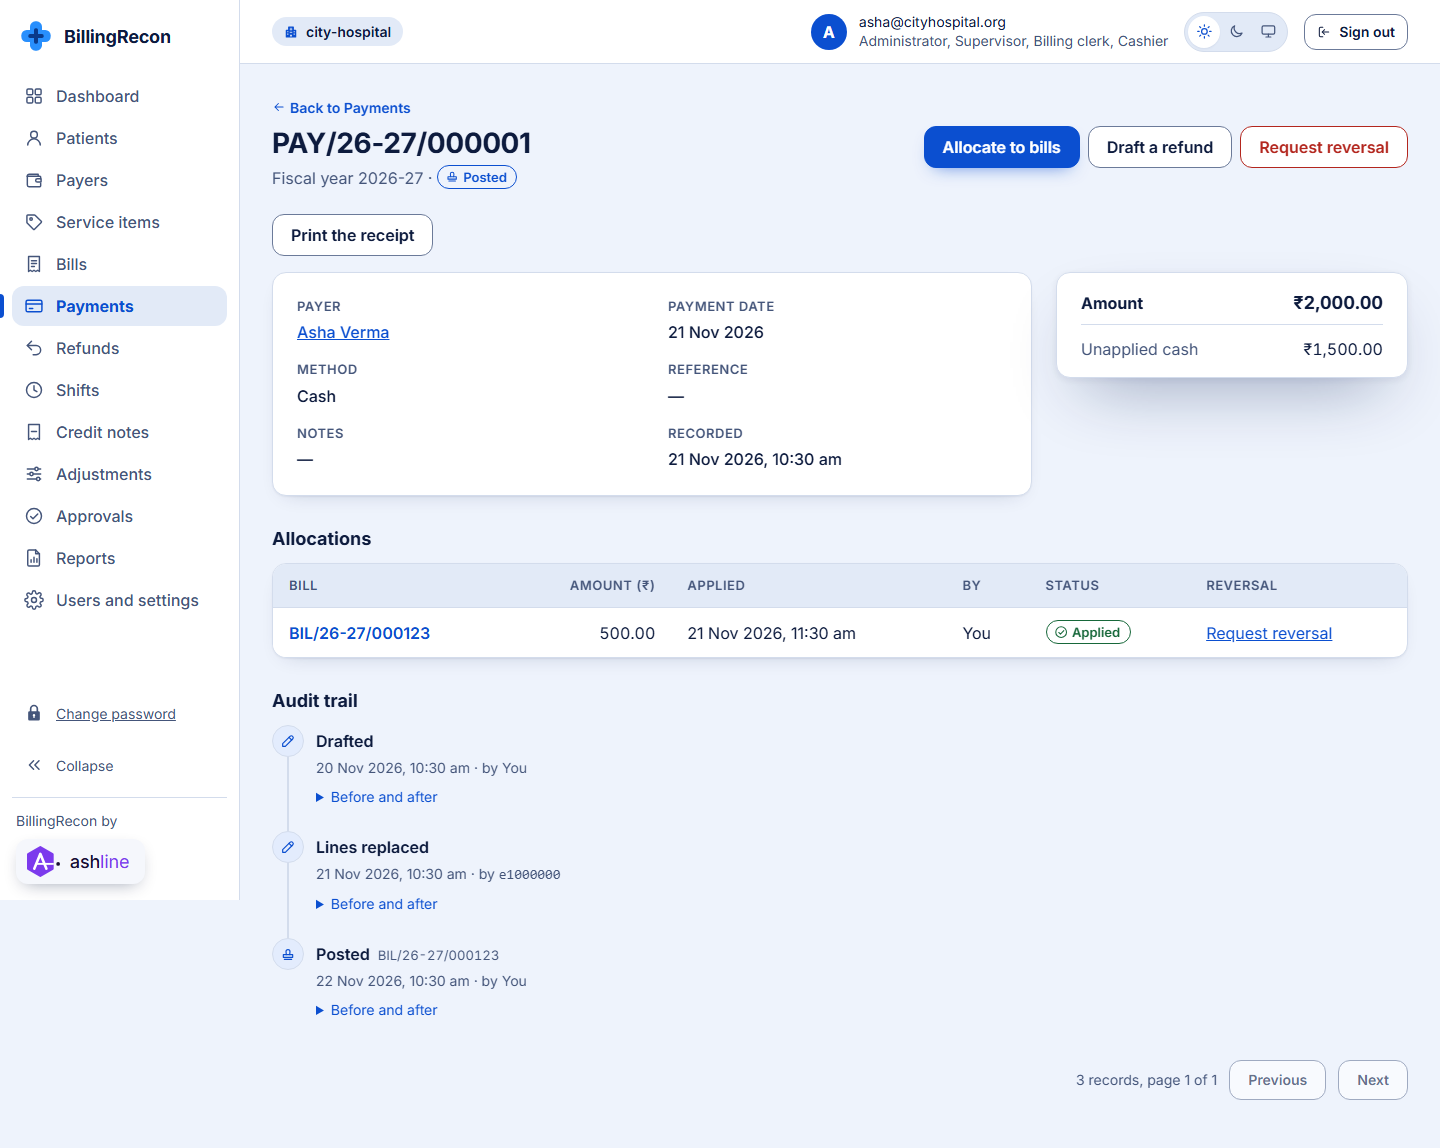 BillingRecon
city-hospital
A
asha@cityhospital.org
Administrator, Supervisor, Billing clerk, Cashier
Sign out
Dashboard
Patients
Payers
Service items
Bills
Payments
Refunds
Shifts
Credit notes
Adjustments
Approvals
Reports
Users and settings
Change password
Collapse
BillingRecon by
ashline
Back to Payments
PAY/26-27/000001
Fiscal year 2026-27 · Posted
Allocate to bills
Draft a refund
Request reversal
Print the receipt
PAYER
Asha Verma
PAYMENT DATE
21 Nov 2026
METHOD
Cash
REFERENCE
—
NOTES
—
RECORDED
21 Nov 2026, 10:30 am
Amount ₹2,000.00
Unapplied cash ₹1,500.00
Allocations
BILL AMOUNT (₹) APPLIED BY STATUS REVERSAL
BIL/26-27/000123 500.00 21 Nov 2026, 11:30 am You Applied Request reversal
Audit trail
Drafted
20 Nov 2026, 10:30 am · by You
Before and after
Lines replaced
21 Nov 2026, 10:30 am · by e1000000
Before and after
Posted BIL/26-27/000123
22 Nov 2026, 10:30 am · by You
Before and after
3 records, page 1 of 1
Previous
Next